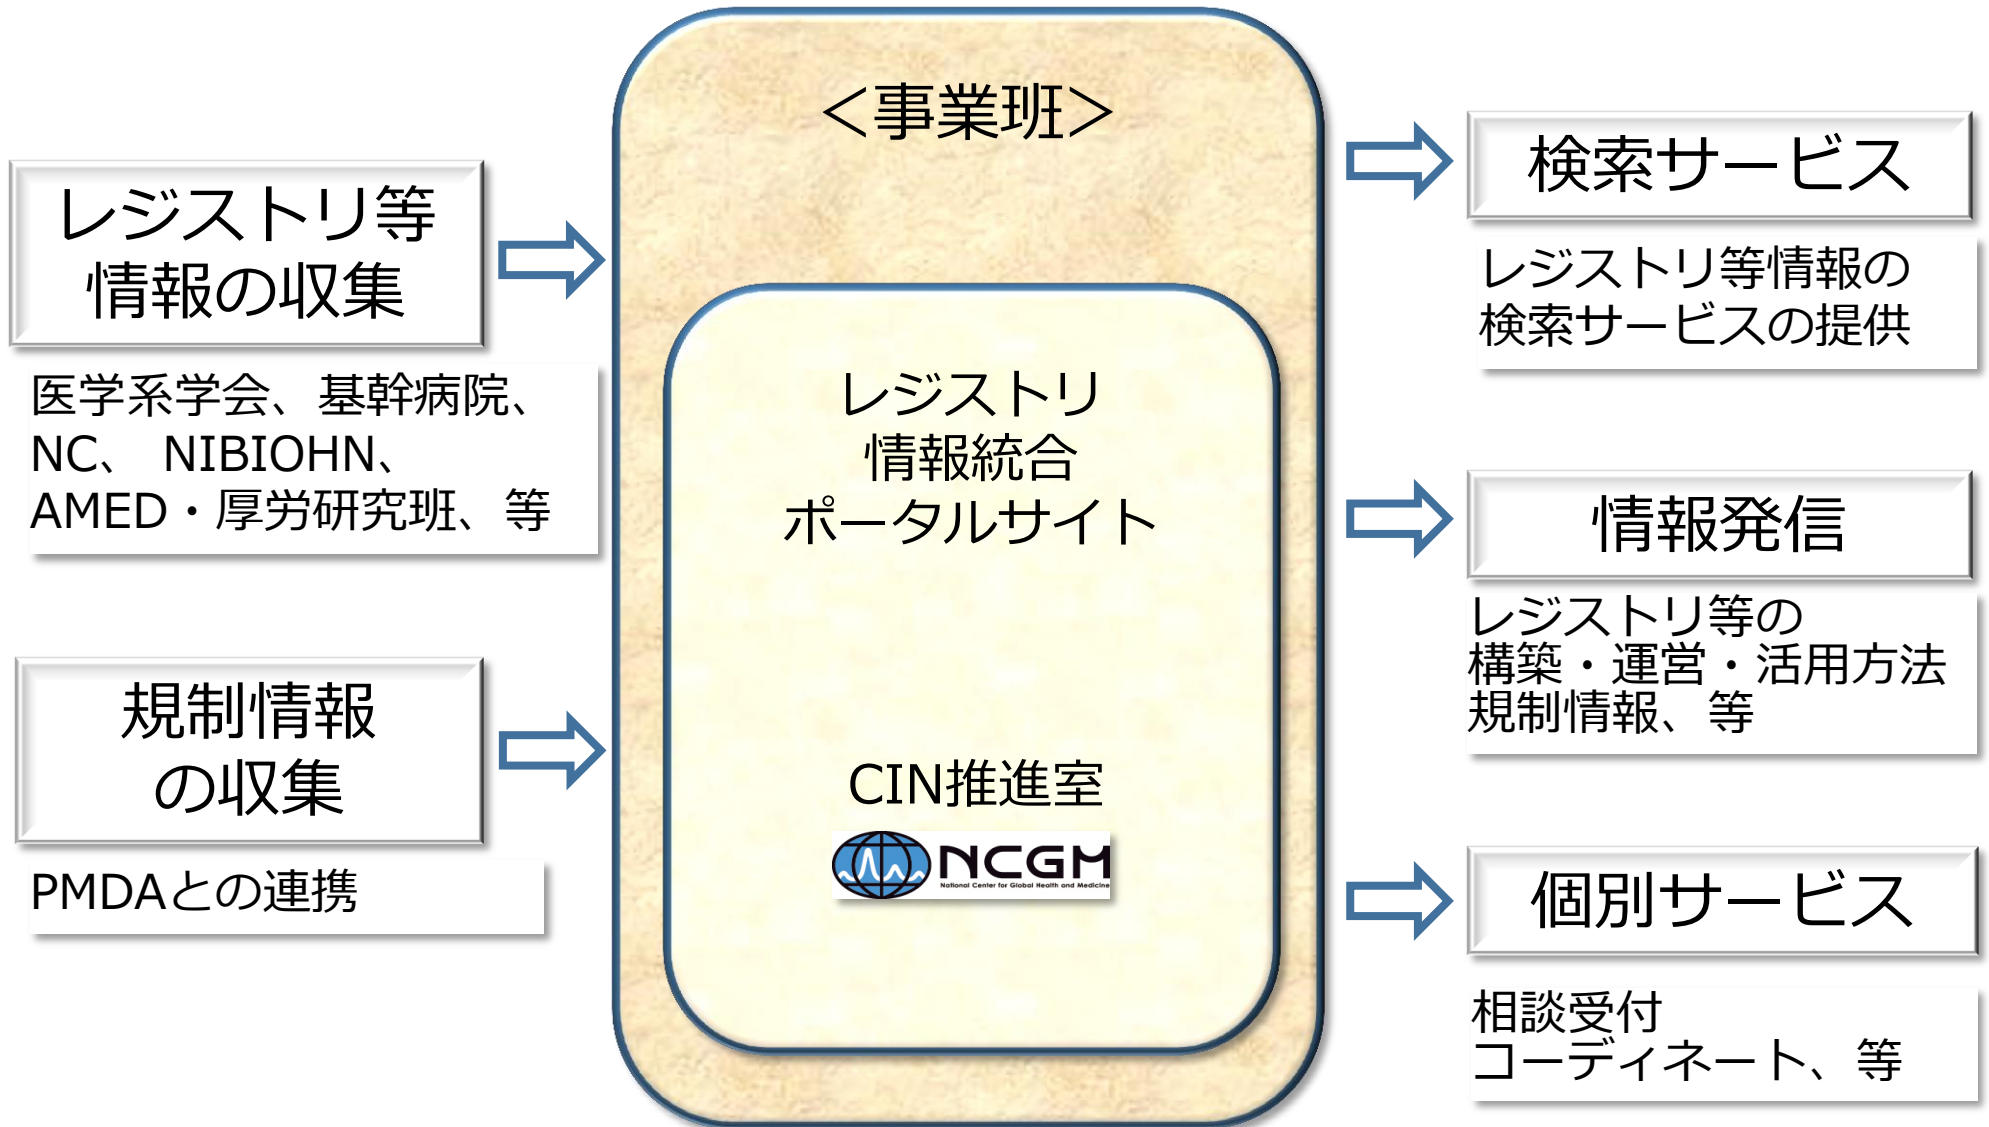 レジストリ等
情報の収集
医学系学会、基幹病院、
NC、 NIBIOHN、
AMED・厚労研究班、等
規制情報
の収集
PMDAとの連携
＜事業班＞
レジストリ
情報統合
ポータルサイト
CIN推進室
NCGM
National Center for Global Health and Medicine
検索サービス
レジストリ等情報の
検索サービスの提供
情報発信
レジストリ等の
構築・運営・活用方法
規制情報、等
個別サービス
相談受付
コーディネート、等